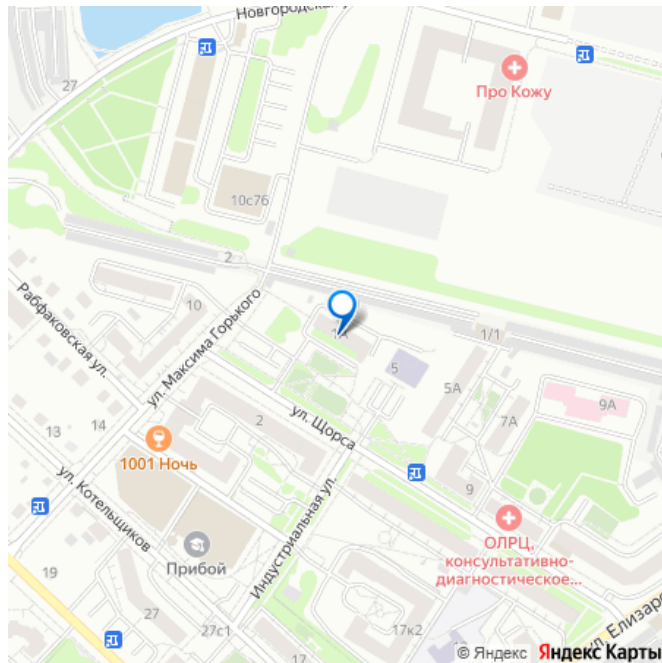 Новгородская у
27
Про Кожу
10с76
2
10
Рабфаковская ул.
ул. Максима Горького
1А
1/1
5
5А
7А
9А
13
14
2
ул. Щорса
1001 Ночь
ул. Котельщиков
Индустриальная ул.
9
ОЛРЦ,
консультативно-
диагностическое...
Прибой
19
27
27с1
17к2
ул. Елизаро
© Яндекс Яндекс Карты